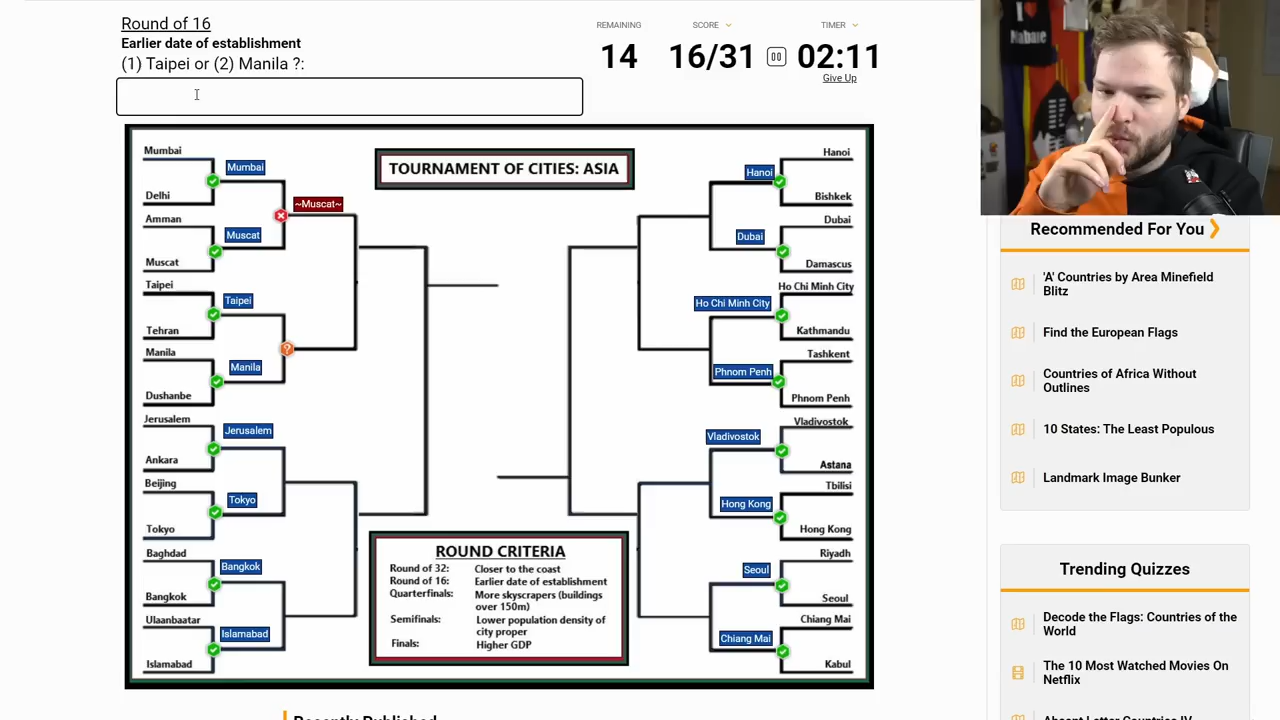 Round of 16
Earlier date of establishment
(1) Taipei or (2) Manila ?:
REMAINING
14
SCORE
16/31
TIMER
02:11
Give Up
TOURNAMENT OF CITIES: ASIA
Mumbai
Delhi
Amman
Muscat
Taipei
Tehran
Manila
Dushanbe
Jerusalem
Ankara
Beijing
Tokyo
Baghdad
Bangkok
Ulaanbaatar
Islamabad
Mumbai
Muscat
Taipei
Manila
Jerusalem
Tokyo
Bangkok
Islamabad
~Muscat~
Hanoi
Dubai
Ho Chi Minh City
Phnom Penh
Vladivostok
Hong Kong
Seoul
Chiang Mai
Hanoi
Bishkek
Dubai
Damascus
Ho Chi Minh City
Kathmandu
Tashkent
Phnom Penh
Vladivostok
Astana
Tbilisi
Hong Kong
Riyadh
Seoul
Chiang Mai
Kabul
ROUND CRITERIA
Round of 32: Closer to the coast
Round of 16: Earlier date of establishment
Quarterfinals: More skyscrapers (buildings
over 150m)
Semifinals: Lower population density of
city proper
Finals: Higher GDP
Recommended For You
'A' Countries by Area Minefield
Blitz
Find the European Flags
Countries of Africa Without
Outlines
10 States: The Least Populous
Landmark Image Bunker
Trending Quizzes
Decode the Flags: Countries of the
World
The 10 Most Watched Movies On
Netflix
Absent Letter Countries IV
Recently Published